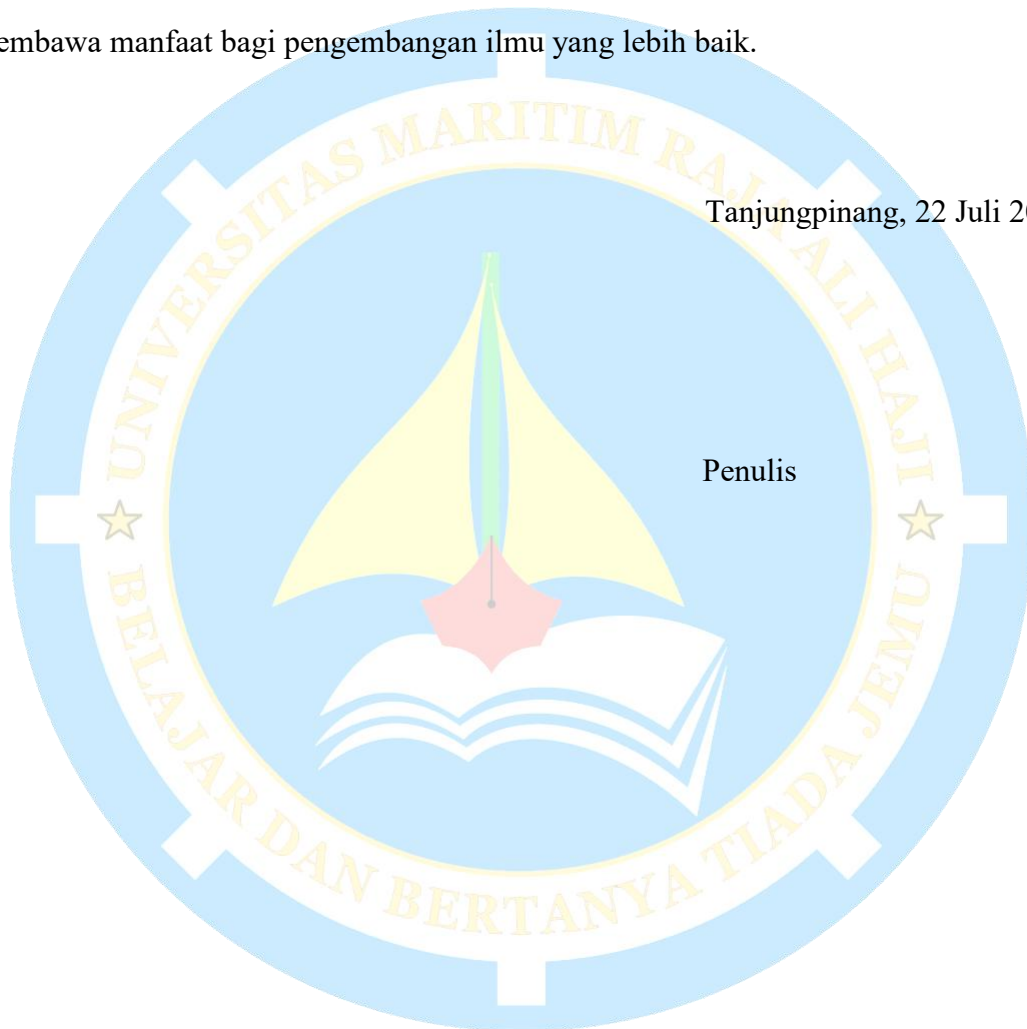 embawa manfaat bagi pengembangan ilmu yang lebih baik.
Tanjungpinang, 22 Juli 2
Penulis
UNIVERSITAS MARITIM RAJA ALI HAJI
BELAJAR DAN BERTANYA TIADA JEMU